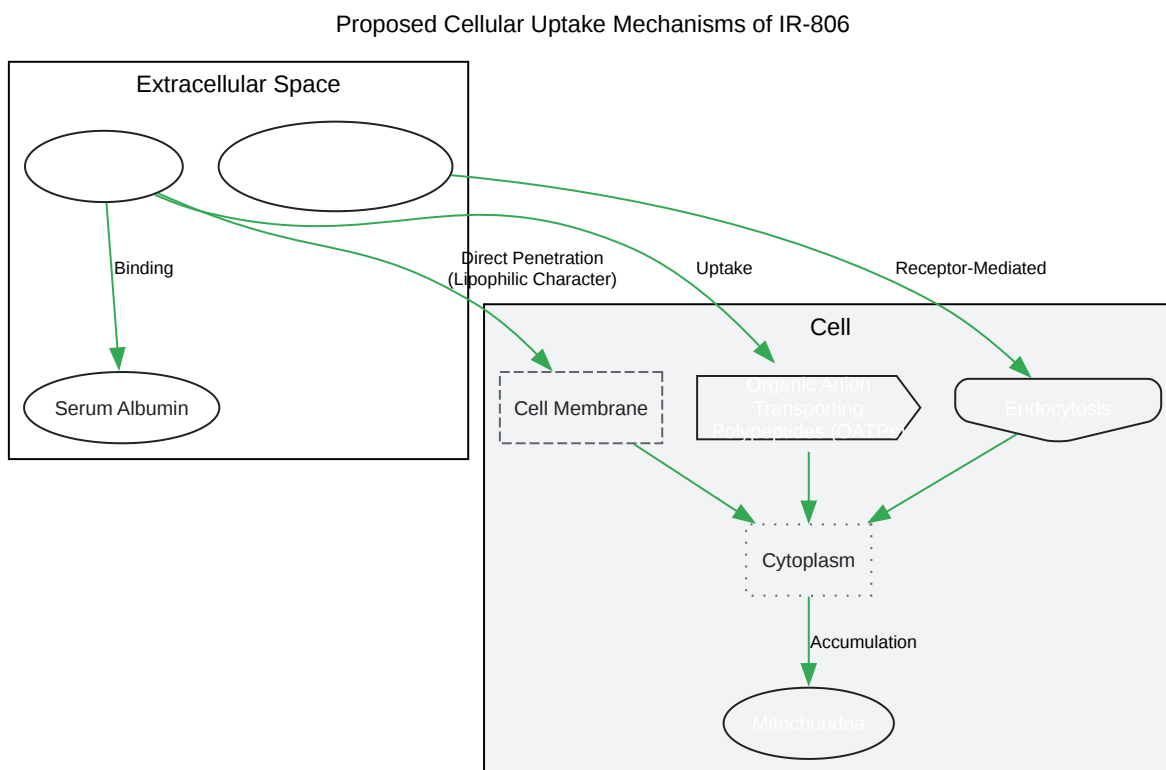 Proposed Cellular Uptake Mechanisms of IR-806
Extracellular Space
Binding
Direct Penetration
(Lipophilic Character)
Uptake
Receptor-Mediated
Cell
Serum Albumin
Cell Membrane
Organic Anion
Transporting
Polypeptides (OATPs)
Endocytosis
Cytoplasm
Accumulation
Mitochondria